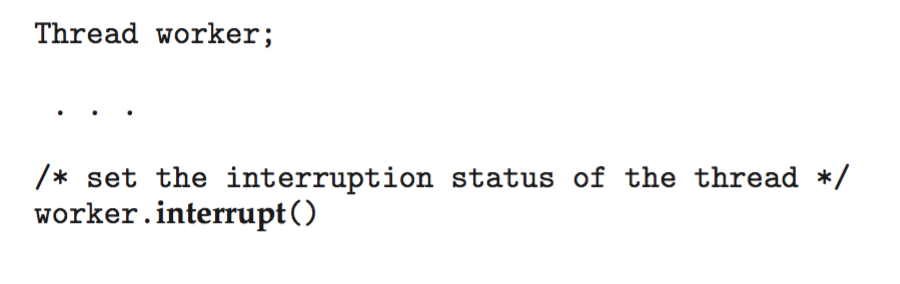 Thread worker;
. . .
/* set the interruption status of the thread */
worker.interrupt()